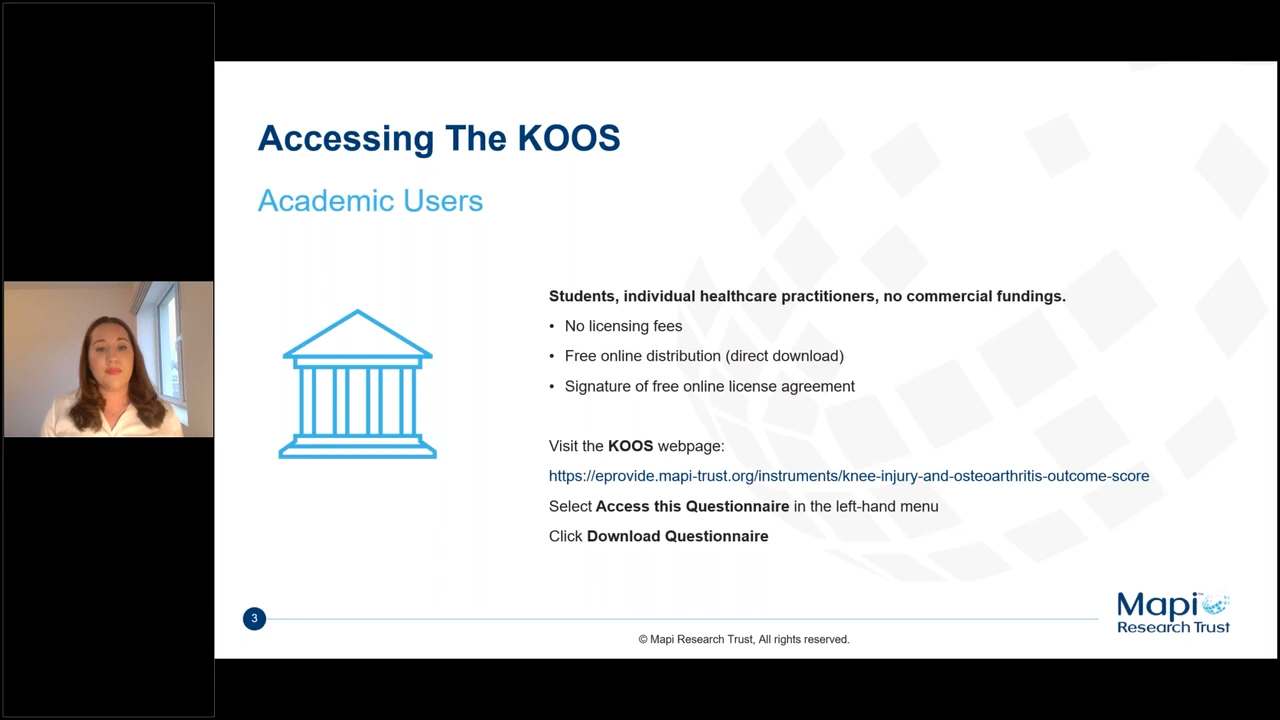 Accessing The KOOS
Academic Users
Students, individual healthcare practitioners, no commercial fundings.
• No licensing fees
• Free online distribution (direct download)
• Signature of free online license agreement
Visit the KOOS webpage:
https://eprovide.mapi-trust.org/instruments/knee-injury-and-osteoarthritis-outcome-score
Select Access this Questionnaire in the left-hand menu
Click Download Questionnaire
3
© Mapi Research Trust, All rights reserved.
Mapi
Research Trust